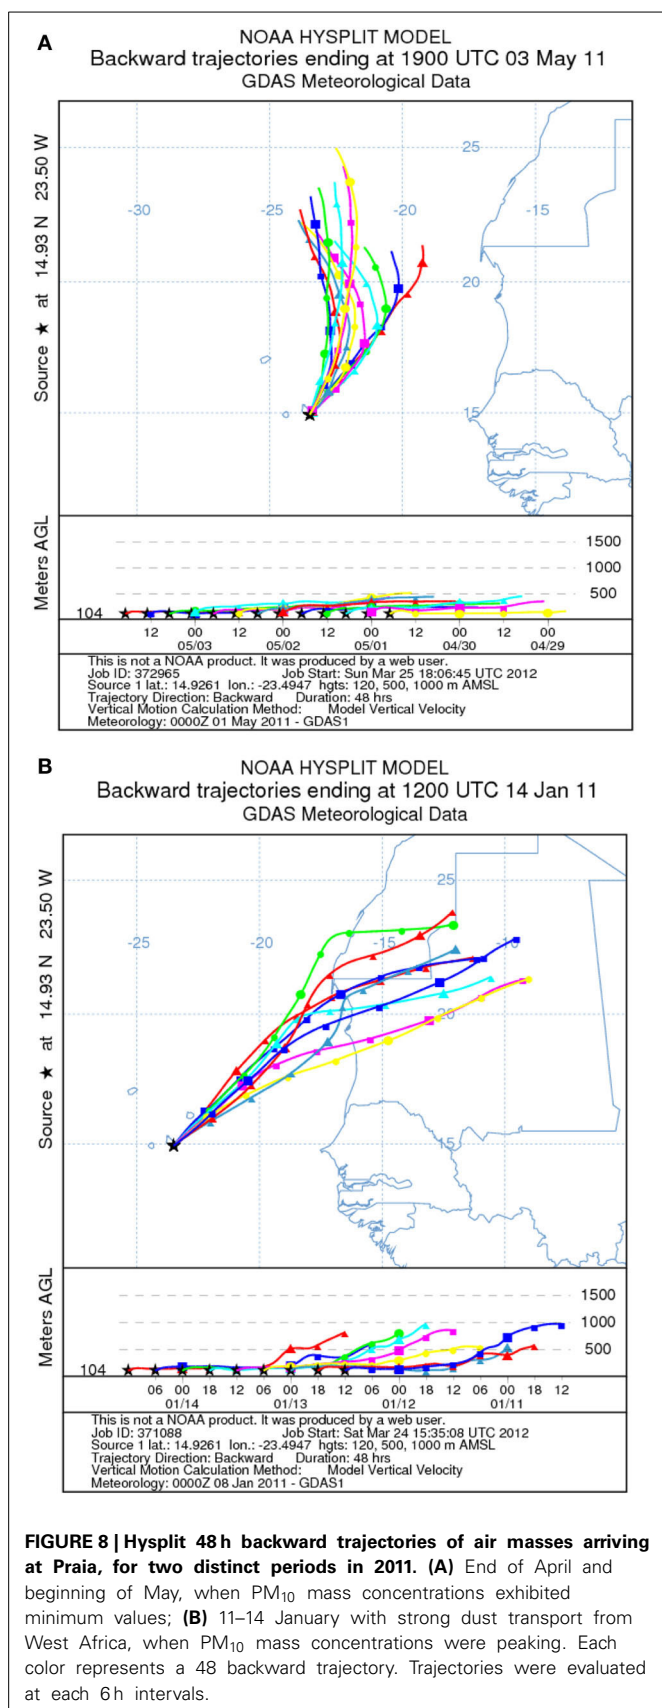 A
NOAA HYSPLIT MODEL
Backward trajectories ending at 1900 UTC 03 May 11
GDAS Meteorological Data
Source ★ at 14.93 N 23.50 W
25
-30
-25
-20
-15
20
15
Meters AGL
1500
1000
500
104
12 00 12 00 12 00 12 00 12 00
05/03 05/02 05/01 04/30 04/29
This is not a NOAA product. It was produced by a web user.
Job ID: 372965 Job Start: Sun Mar 25 18:06:45 UTC 2012
Source 1 lat.: 14.9261 lon.: -23.4947 hgts: 120, 500, 1000 m AMSL
Trajectory Direction: Backward Duration: 48 hrs
Vertical Motion Calculation Method: Model Vertical Velocity
Meteorology: 0000Z 01 May 2011 - GDAS1
B
NOAA HYSPLIT MODEL
Backward trajectories ending at 1200 UTC 14 Jan 11
GDAS Meteorological Data
Source ★ at 14.93 N 23.50 W
25
-25
-20
-15
-10
20
15
Meters AGL
1500
1000
500
104
06 00 18 12 06 00 18 12 06 00 18 12 06 00 18 12
01/14 01/13 01/12 01/11
This is not a NOAA product. It was produced by a web user.
Job ID: 371088 Job Start: Sat Mar 24 15:35:08 UTC 2012
Source 1 lat.: 14.9261 lon.: -23.4947 hgts: 120, 500, 1000 m AMSL
Trajectory Direction: Backward Duration: 48 hrs
Vertical Motion Calculation Method: Model Vertical Velocity
Meteorology: 0000Z 08 Jan 2011 - GDAS1
FIGURE 8 | Hysplit 48 h backward trajectories of air masses arriving
at Praia, for two distinct periods in 2011. (A) End of April and
beginning of May, when PM₁₀ mass concentrations exhibited
minimum values; (B) 11–14 January with strong dust transport from
West Africa, when PM₁₀ mass concentrations were peaking. Each
color represents a 48 backward trajectory. Trajectories were evaluated
at each 6 h intervals.